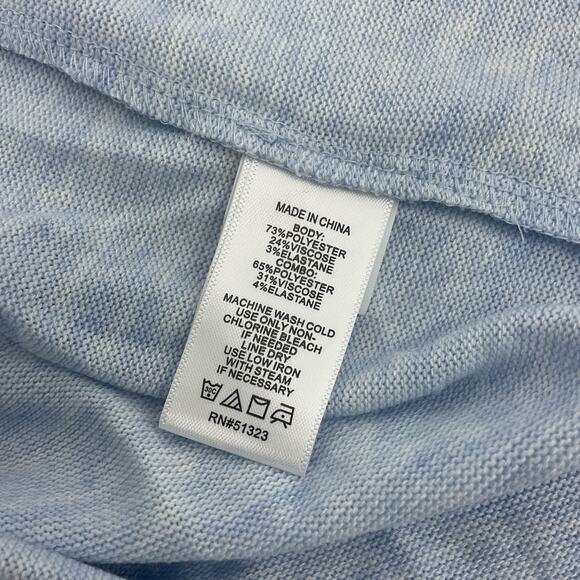 MADE IN CHINA
BODY:
73%POLYESTER
24%VISCOSE
3%ELASTANE
COMBO:
65%POLYESTER
31%VISCOSE
4%ELASTANE
MACHINE WASH COLD
USE ONLY NON-
CHLORINE BLEACH
IF NEEDED
LINE DRY
USE LOW IRON
WITH STEAM
IF NECESSARY
30C
RN#51323